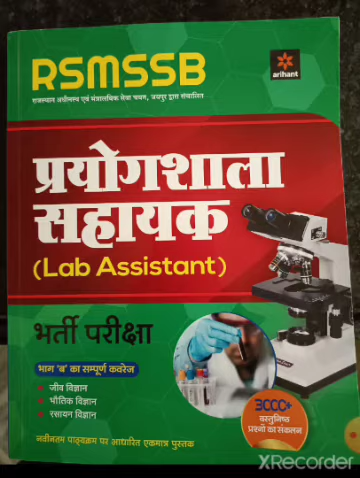 RSMSSB
arihant
राजस्थान अधीनस्थ एवं मंत्रालयिक सेवा चयन, जयपुर द्वारा संचालित
प्रयोगशाला
सहायक
(Lab Assistant)
भर्ती परीक्षा
भाग 'ब' का सम्पूर्ण कवरेज
• जीव विज्ञान
• भौतिक विज्ञान
• रसायन विज्ञान
3000+
वस्तुनिष्ठ
प्रश्नों का संकलन
नवीनतम पाठ्यक्रम पर आधारित एकमात्र पुस्तक
XRecorder